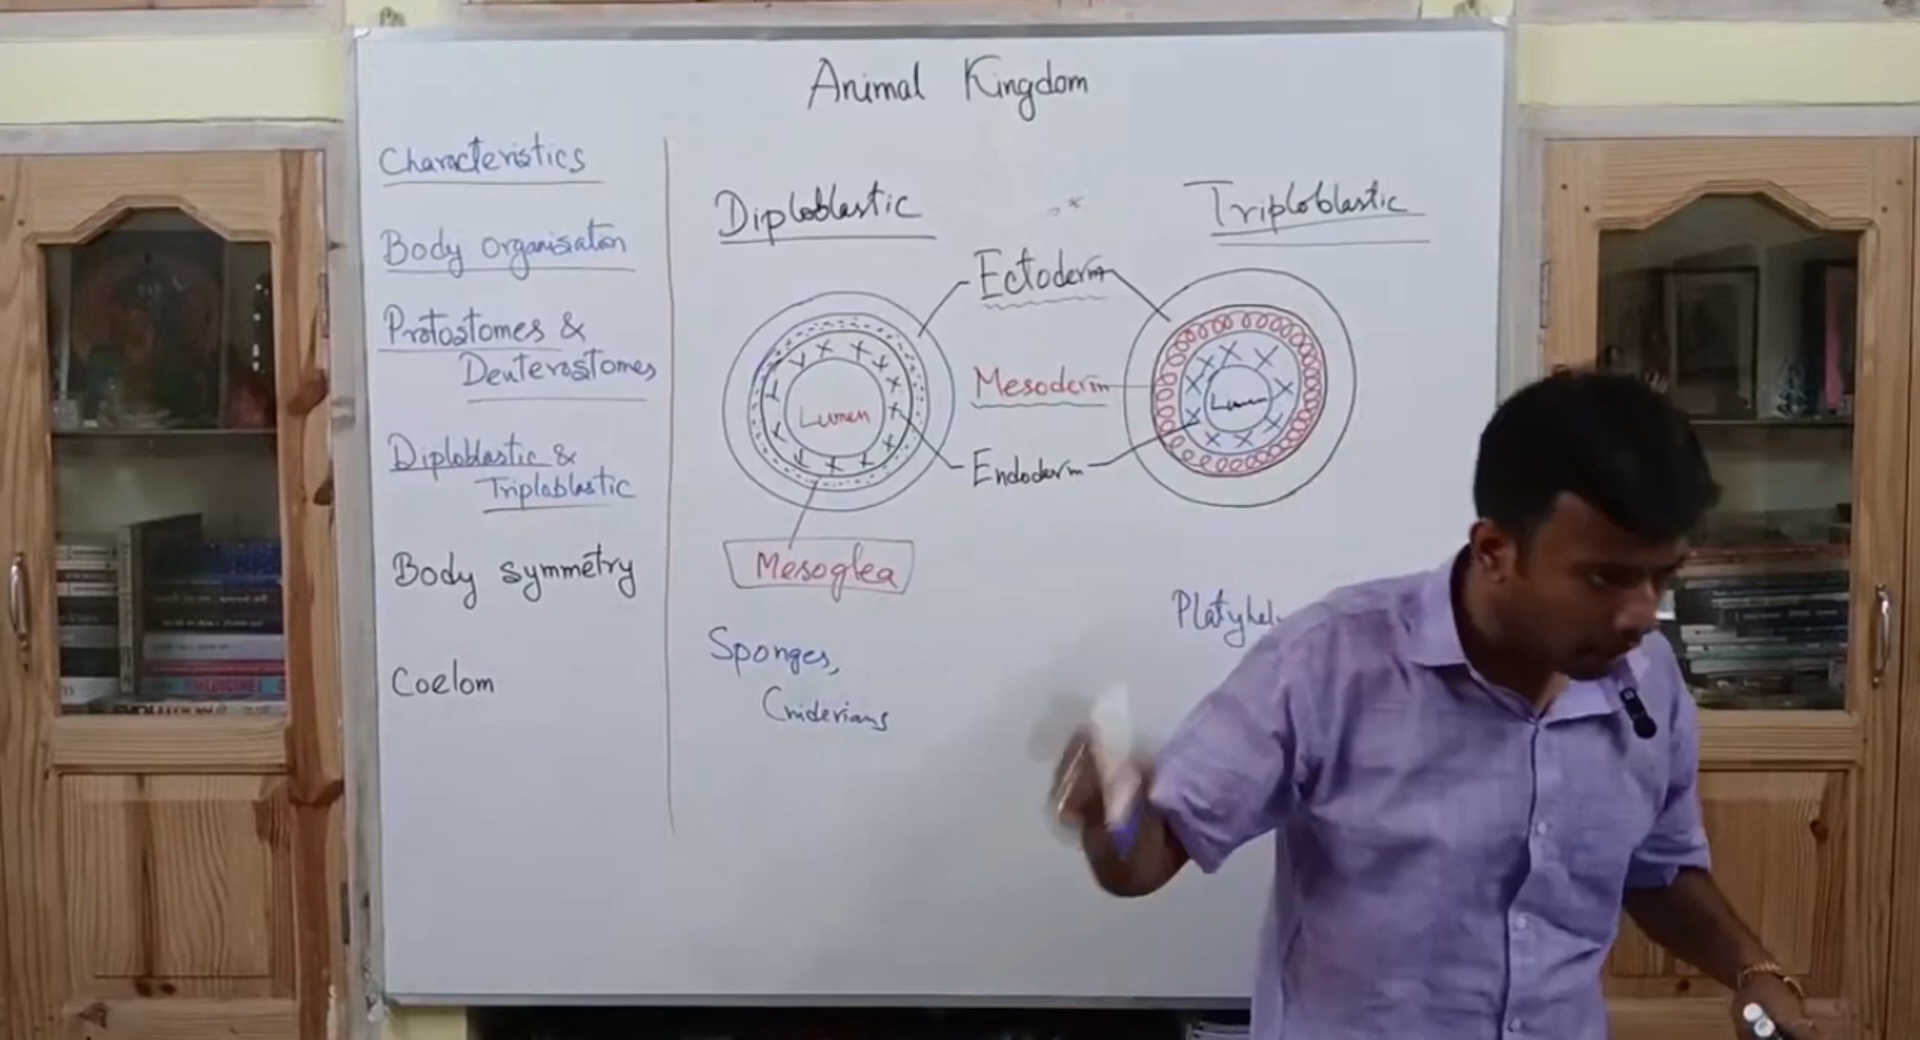 Animal Kingdom
Characteristics
Body Organisation
Protostomes &
Deuterostomes
Diploblastic &
Triploblastic
Body symmetry
Coelom
Diploblastic
Triploblastic
Ectoderm
Mesoderm
Endoderm
Lumen
Lumen
Mesoglea
Sponges,
Cniderians
Platyhel